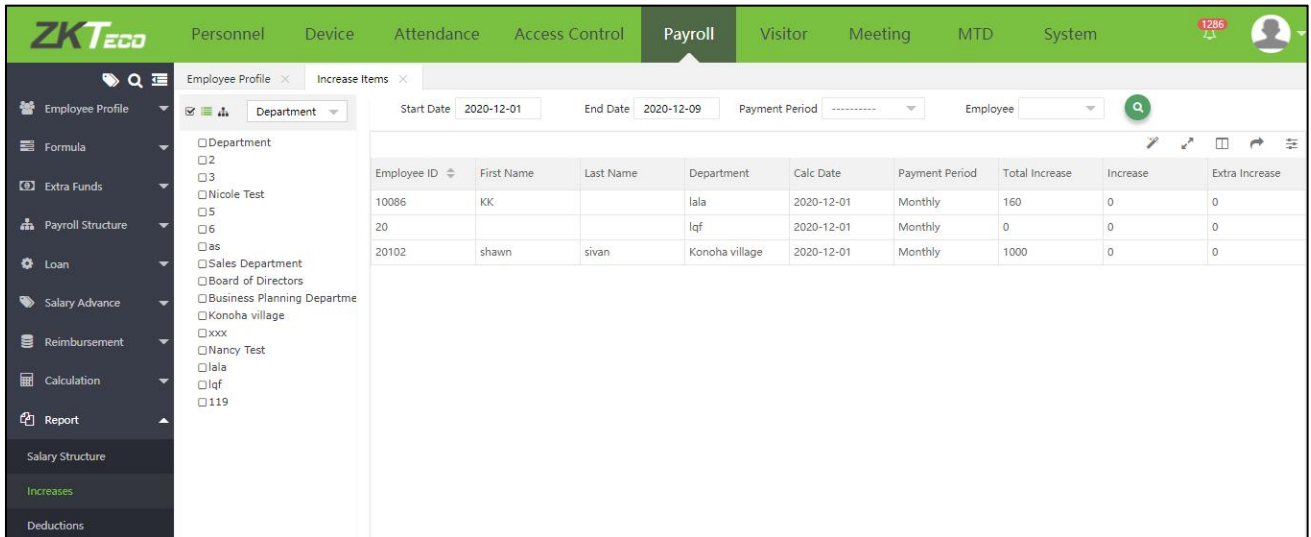 ZKTeco
Personnel Device Attendance Access Control Payroll Visitor Meeting MTD System 1286
Employee Profile × Increase Items ×
Employee Profile
Formula
Extra Funds
Payroll Structure
Loan
Salary Advance
Reimbursement
Calculation
Report
Salary Structure
Increases
Deductions
Department
Department
2
3
Nicole Test
5
6
as
Sales Department
Board of Directors
Business Planning Departme
Konoha village
xxx
Nancy Test
lala
lqf
119
Start Date 2020-12-01 End Date 2020-12-09 Payment Period ---------- Employee
Employee ID First Name Last Name Department Calc Date Payment Period Total Increase Increase Extra Increase
10086 KK lala 2020-12-01 Monthly 160 0 0
20 lqf 2020-12-01 Monthly 0 0 0
20102 shawn sivan Konoha village 2020-12-01 Monthly 1000 0 0